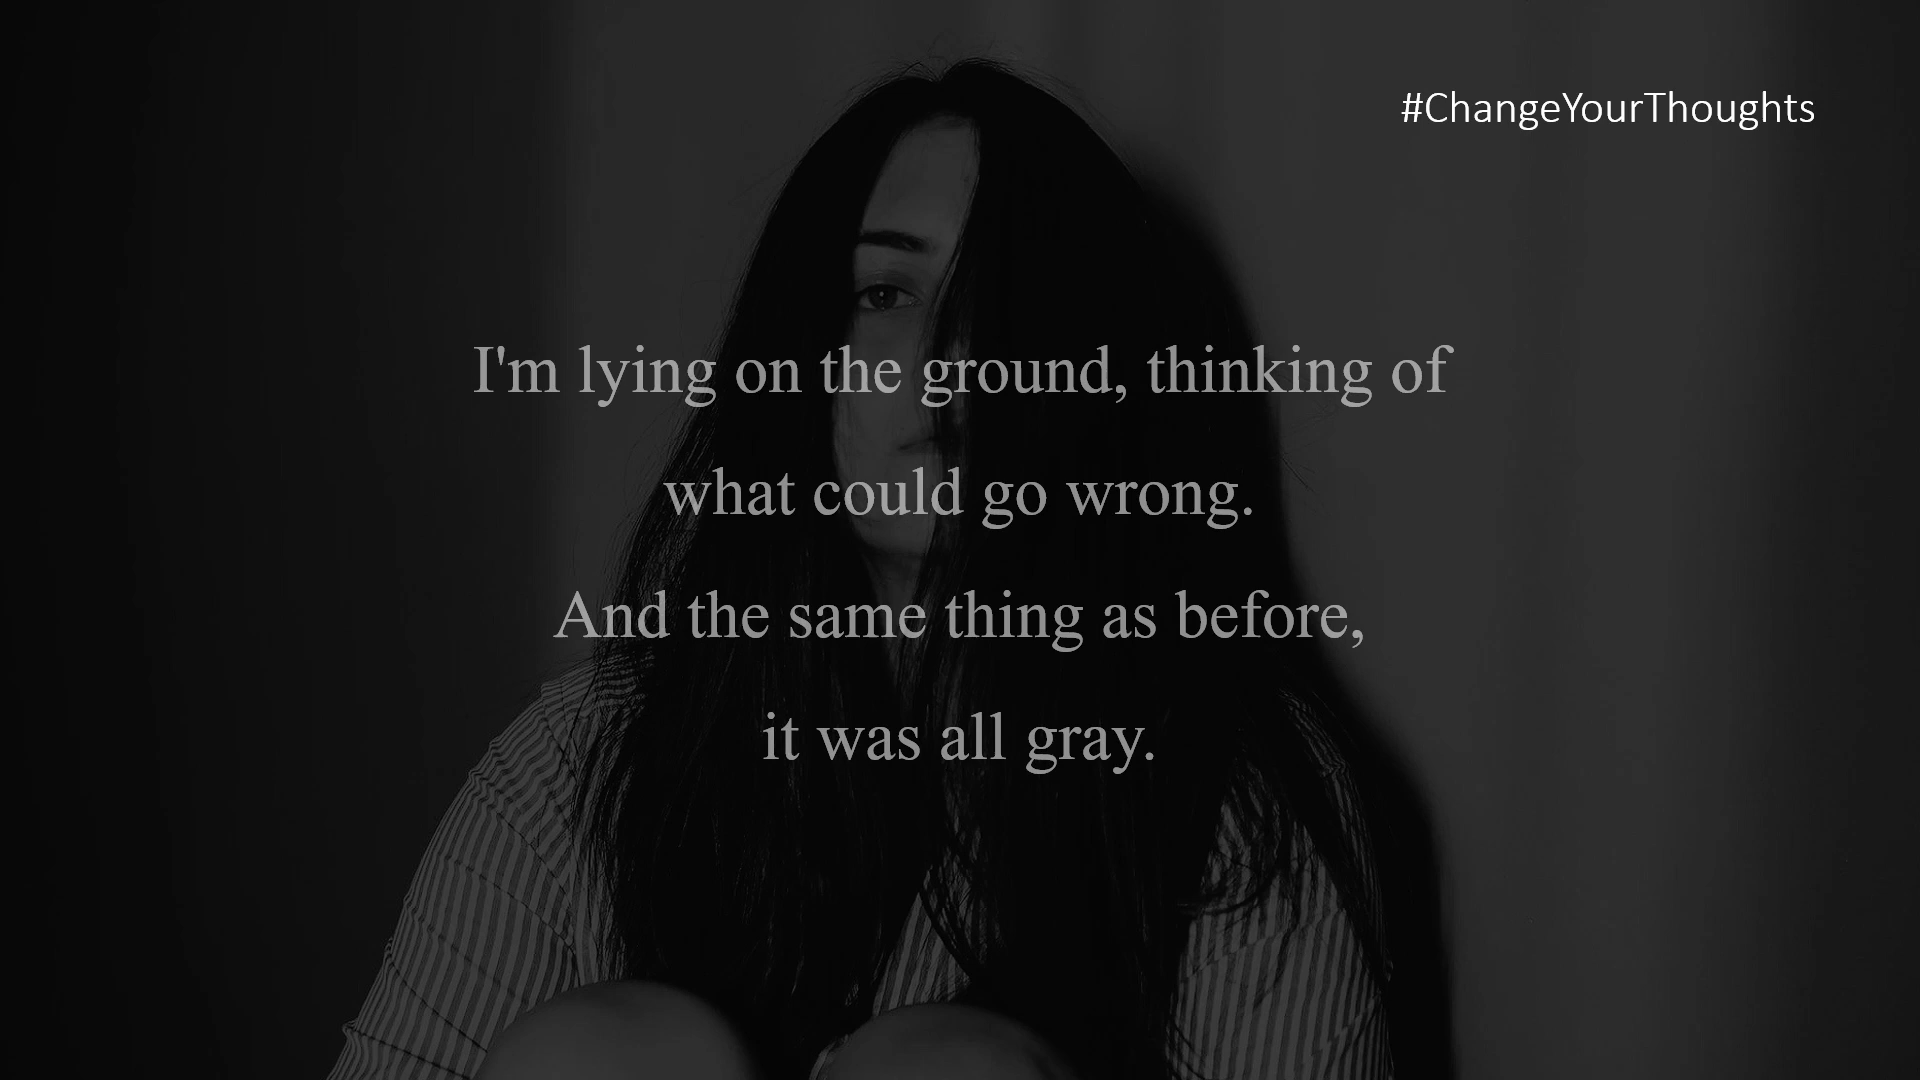 #ChangeYourThoughts
I'm lying on the ground, thinking of
what could go wrong.
And the same thing as before,
it was all gray.